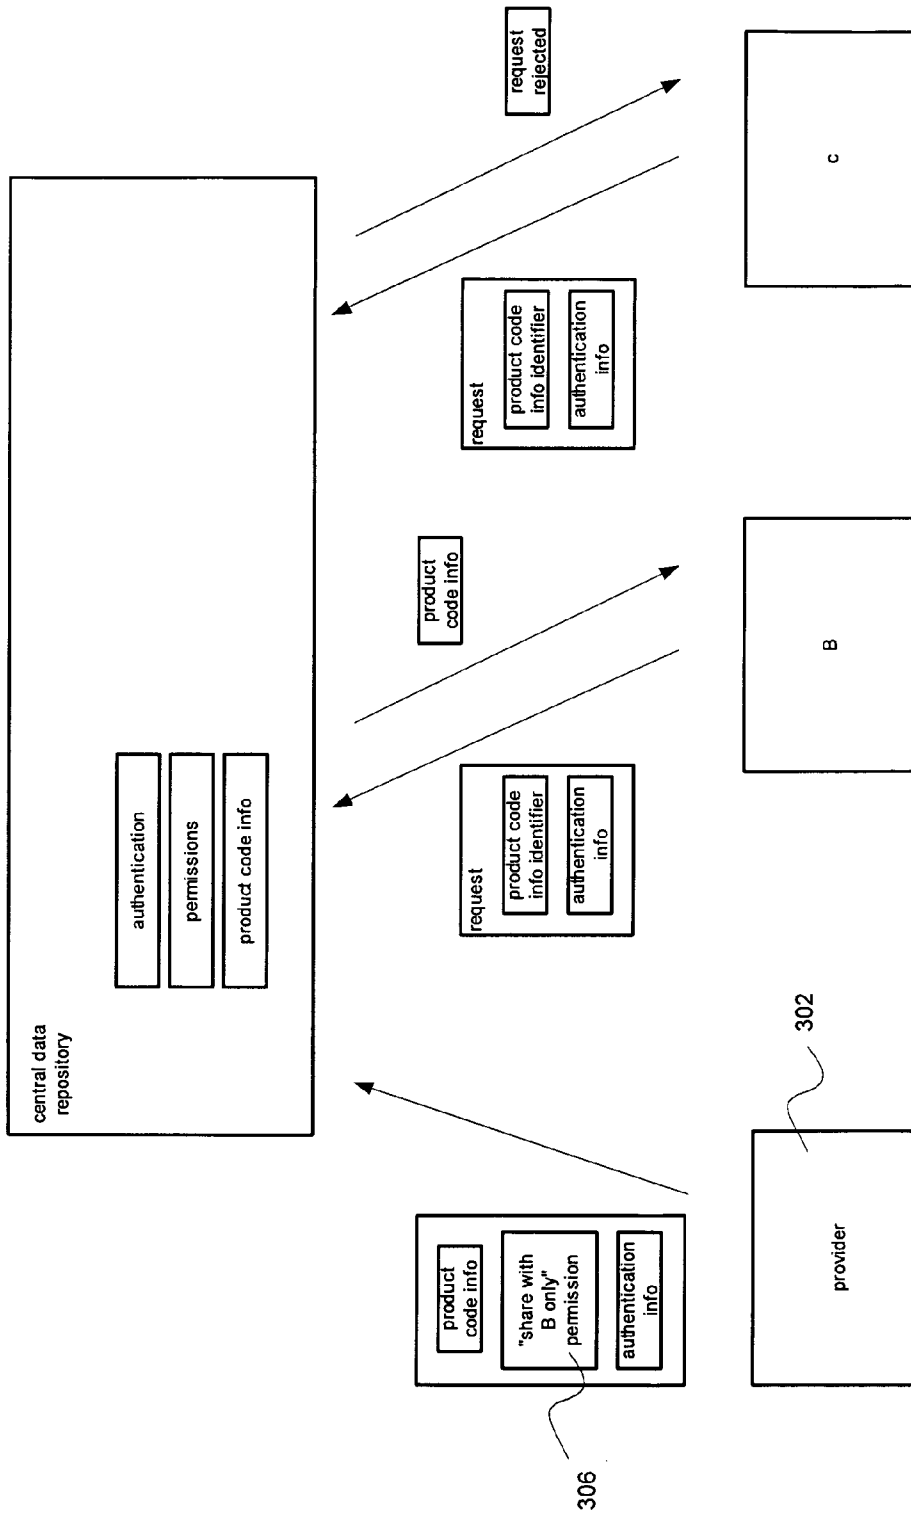 central data
repository
authentication
permissions
product code info
product
code info
"share with
B only"
permission
authentication
info
306
provider
302
request
product code
info identifier
authentication
info
product
code info
B
request
product code
info identifier
authentication
info
request
rejected
c